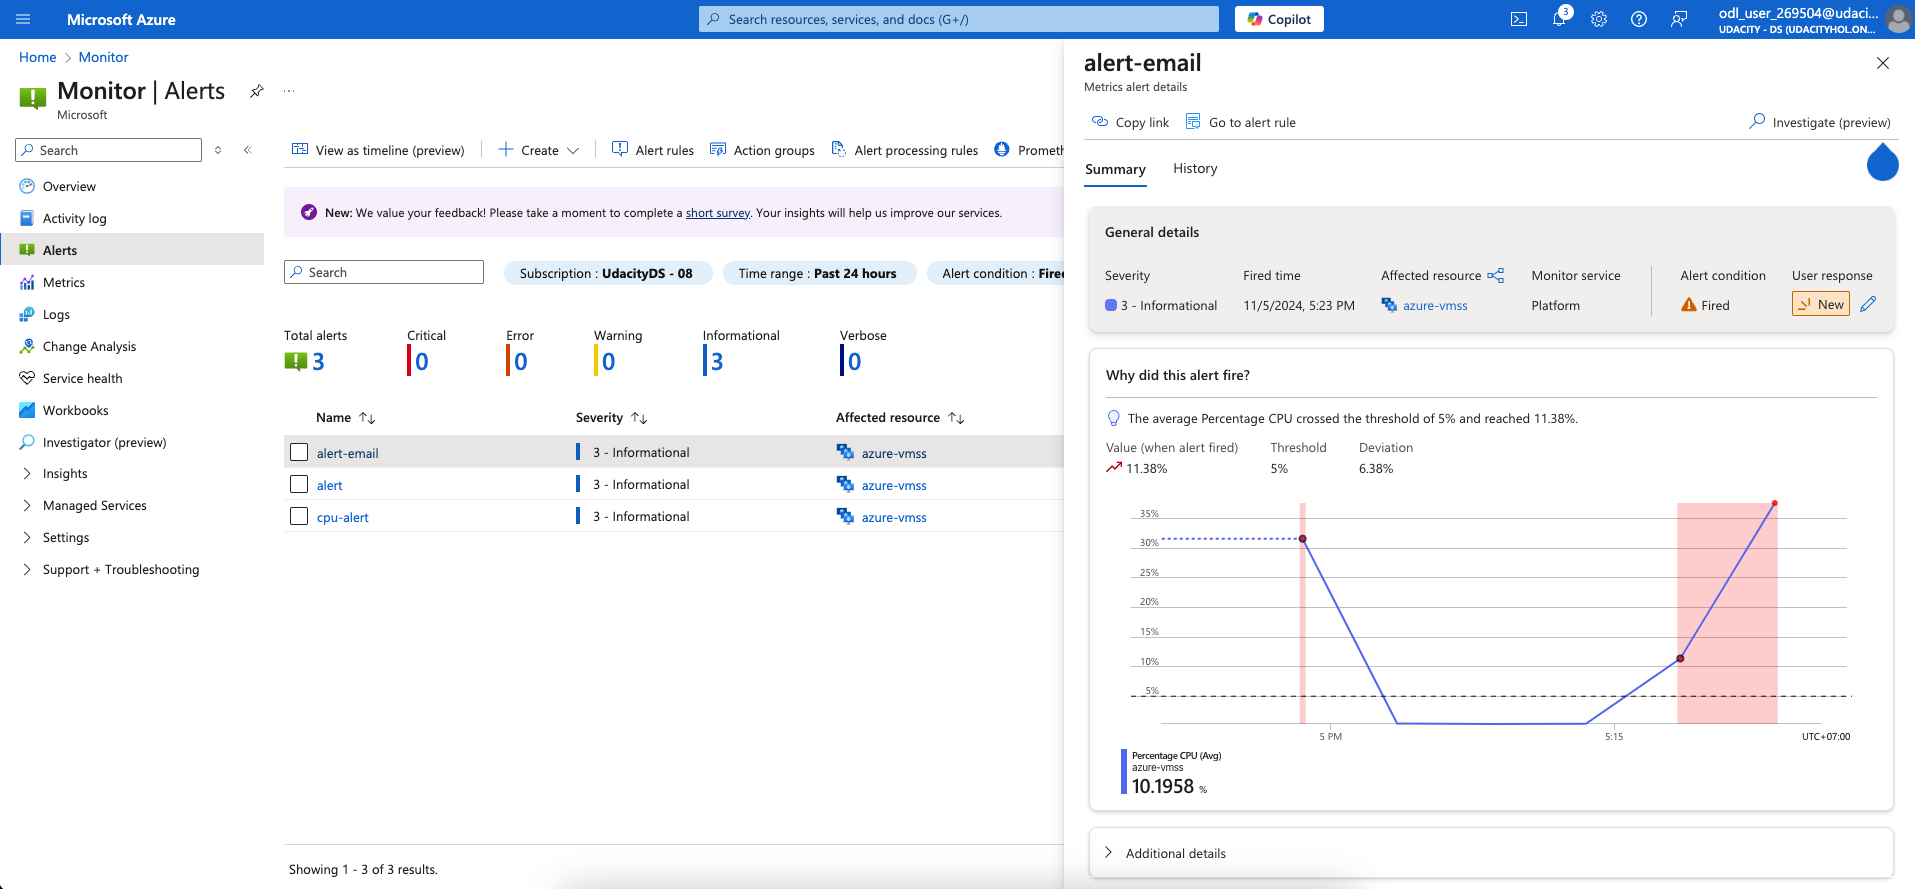 Microsoft Azure
Search resources, services, and docs (G+/)
Copilot
3
odl_user_269504@udaci...
UDACITY - DS (UDACITYHOL.ON...
Home > Monitor
Monitor | Alerts
...
Microsoft
Search
Overview
Activity log
Alerts
Metrics
Logs
Change Analysis
Service health
Workbooks
Investigator (preview)
Insights
Managed Services
Settings
Support + Troubleshooting
View as timeline (preview)
Create
Alert rules
Action groups
Alert processing rules
Prometh
New: We value your feedback! Please take a moment to complete a short survey. Your insights will help us improve our services.
Search
Subscription : UdacityDS - 08
Time range : Past 24 hours
Alert condition : Fired
Total alerts
3
Critical
0
Error
0
Warning
0
Informational
3
Verbose
0
Name
Severity
Affected resource
alert-email
3 - Informational
azure-vmss
alert
3 - Informational
azure-vmss
cpu-alert
3 - Informational
azure-vmss
Showing 1 - 3 of 3 results.
alert-email
Metrics alert details
Copy link
Go to alert rule
Investigate (preview)
Summary
History
General details
Severity
3 - Informational
Fired time
11/5/2024, 5:23 PM
Affected resource
azure-vmss
Monitor service
Platform
Alert condition
Fired
User response
New
Why did this alert fire?
The average Percentage CPU crossed the threshold of 5% and reached 11.38%.
Value (when alert fired)
11.38%
Threshold
5%
Deviation
6.38%
35%
30%
25%
20%
15%
10%
5%
5 PM
5:15
UTC+07:00
Percentage CPU (Avg)
azure-vmss
10.1958 %
Additional details